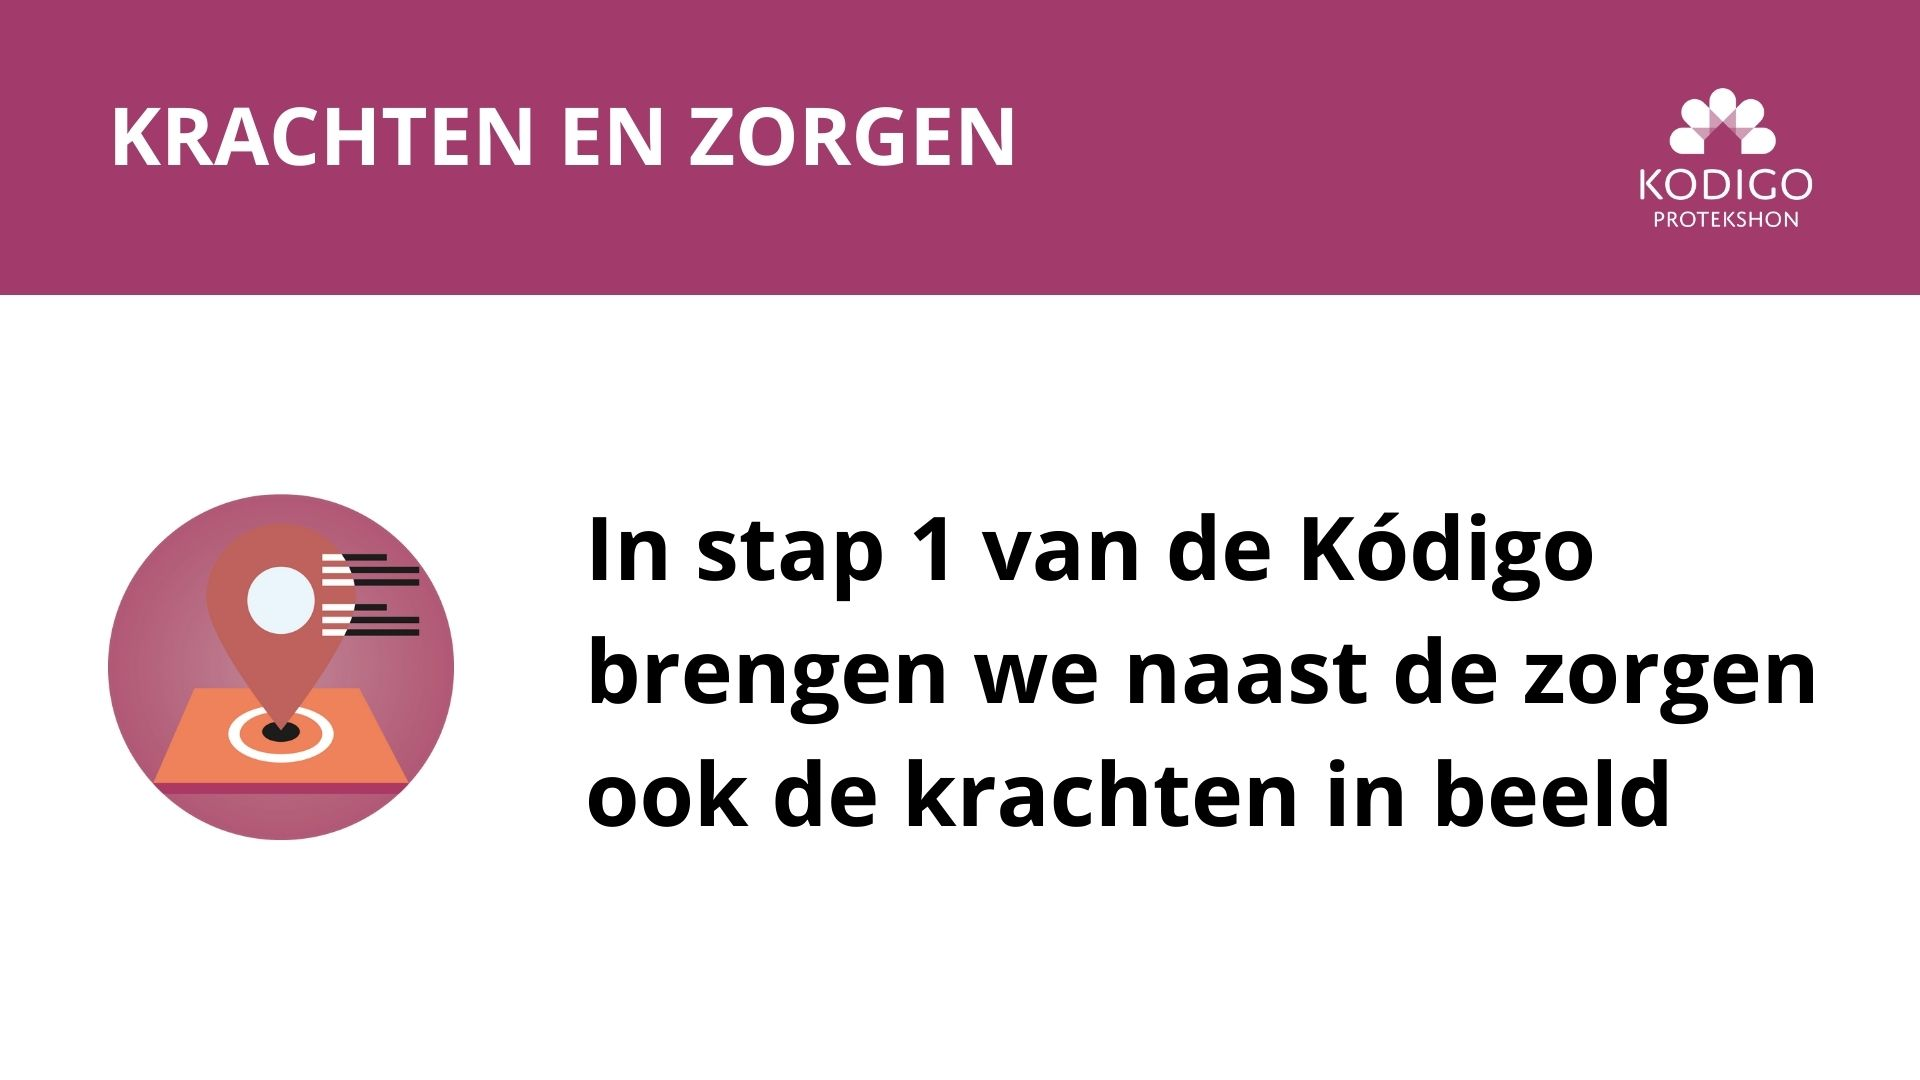 KRACHTEN EN ZORGEN
KODIGO
PROTEKSHON
In stap 1 van de Kódigo
brengen we naast de zorgen
ook de krachten in beeld